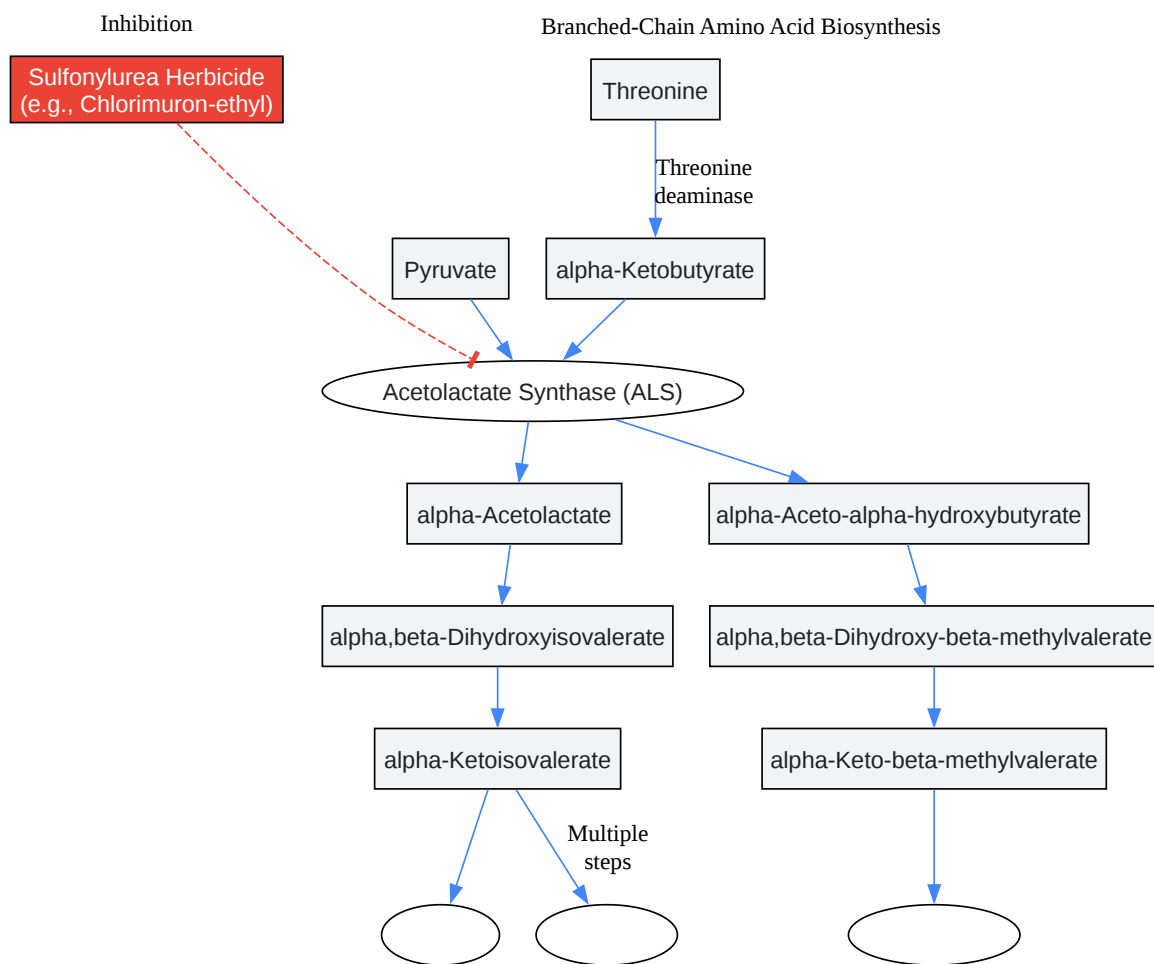 Inhibition
Branched-Chain Amino Acid Biosynthesis
Sulfonylurea Herbicide
(e.g., Chlorimuron-ethyl)
Threonine
Threonine
deaminase
Pyruvate
alpha-Ketobutyrate
Acetolactate Synthase (ALS)
alpha-Acetolactate
alpha-Aceto-alpha-hydroxybutyrate
alpha,beta-Dihydroxyisovalerate
alpha,beta-Dihydroxy-beta-methylvalerate
alpha-Ketoisovalerate
alpha-Keto-beta-methylvalerate
Multiple
steps